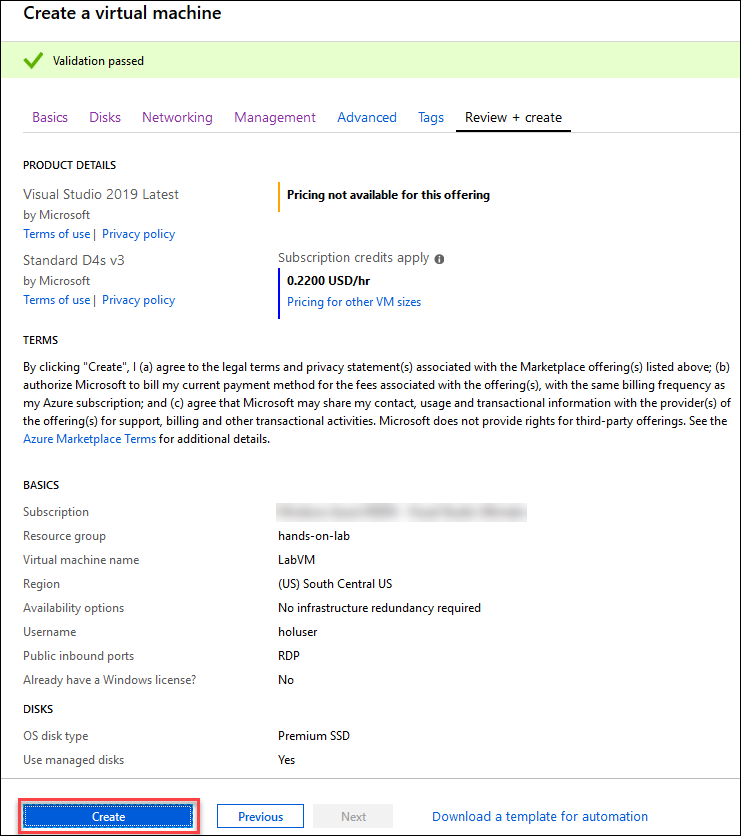 Create a virtual machine
Validation passed
Basics Disks Networking Management Advanced Tags Review + create
PRODUCT DETAILS
Visual Studio 2019 Latest
by Microsoft
Terms of use | Privacy policy
Pricing not available for this offering
Standard D4s v3
by Microsoft
Terms of use | Privacy policy
Subscription credits apply
0.2200 USD/hr
Pricing for other VM sizes
TERMS
By clicking "Create", I (a) agree to the legal terms and privacy statement(s) associated with the Marketplace offering(s) listed above; (b)
authorize Microsoft to bill my current payment method for the fees associated with the offering(s), with the same billing frequency as
my Azure subscription; and (c) agree that Microsoft may share my contact, usage and transactional information with the provider(s) of
the offering(s) for support, billing and other transactional activities. Microsoft does not provide rights for third-party offerings. See the
Azure Marketplace Terms for additional details.
BASICS
Subscription
Resource group hands-on-lab
Virtual machine name LabVM
Region (US) South Central US
Availability options No infrastructure redundancy required
Username holuser
Public inbound ports RDP
Already have a Windows license? No
DISKS
OS disk type Premium SSD
Use managed disks Yes
Create Previous Next Download a template for automation